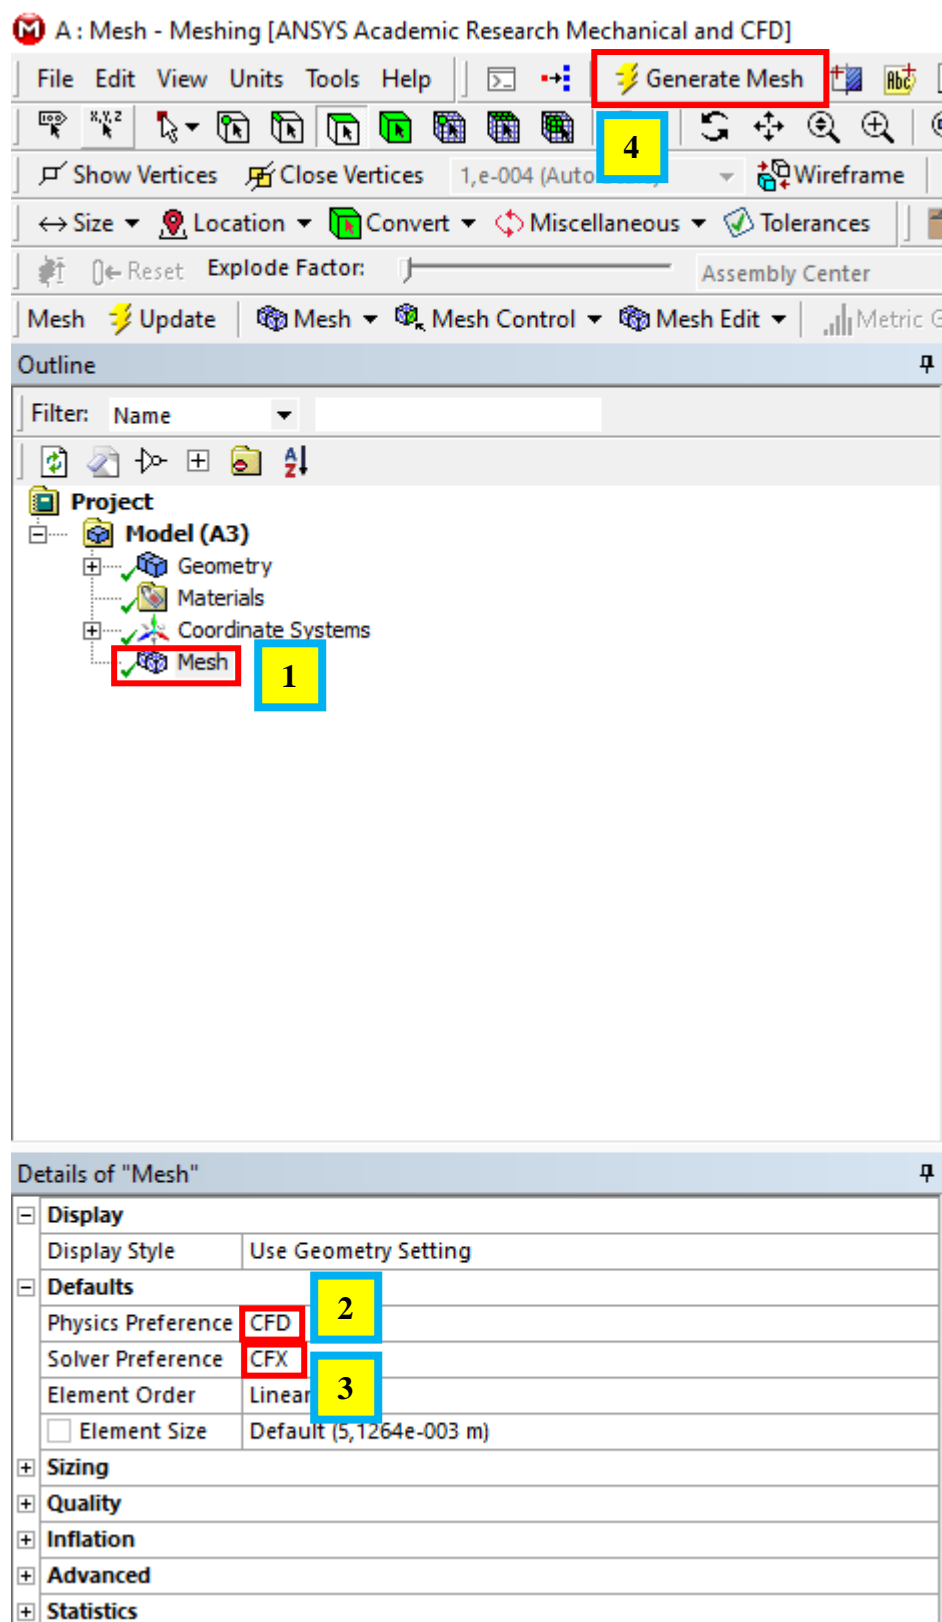 A : Mesh - Meshing [ANSYS Academic Research Mechanical and CFD]
File Edit View Units Tools Help Generate Mesh Abc
X,Y,Z
4
Show Vertices Close Vertices 1,e-004 (Auto Wireframe
Size Location Convert Miscellaneous Tolerances
Reset Explode Factor: Assembly Center
Mesh Update Mesh Mesh Control Mesh Edit Metric G
Outline
Filter: Name
A
Z
Project
Model (A3)
Geometry
Materials
Coordinate Systems
Mesh 1
Details of "Mesh"
Display
Display Style Use Geometry Setting
Defaults
Physics Preference CFD 2
Solver Preference CFX
Element Order Linear 3
Element Size Default (5,1264e-003 m)
Sizing
Quality
Inflation
Advanced
Statistics